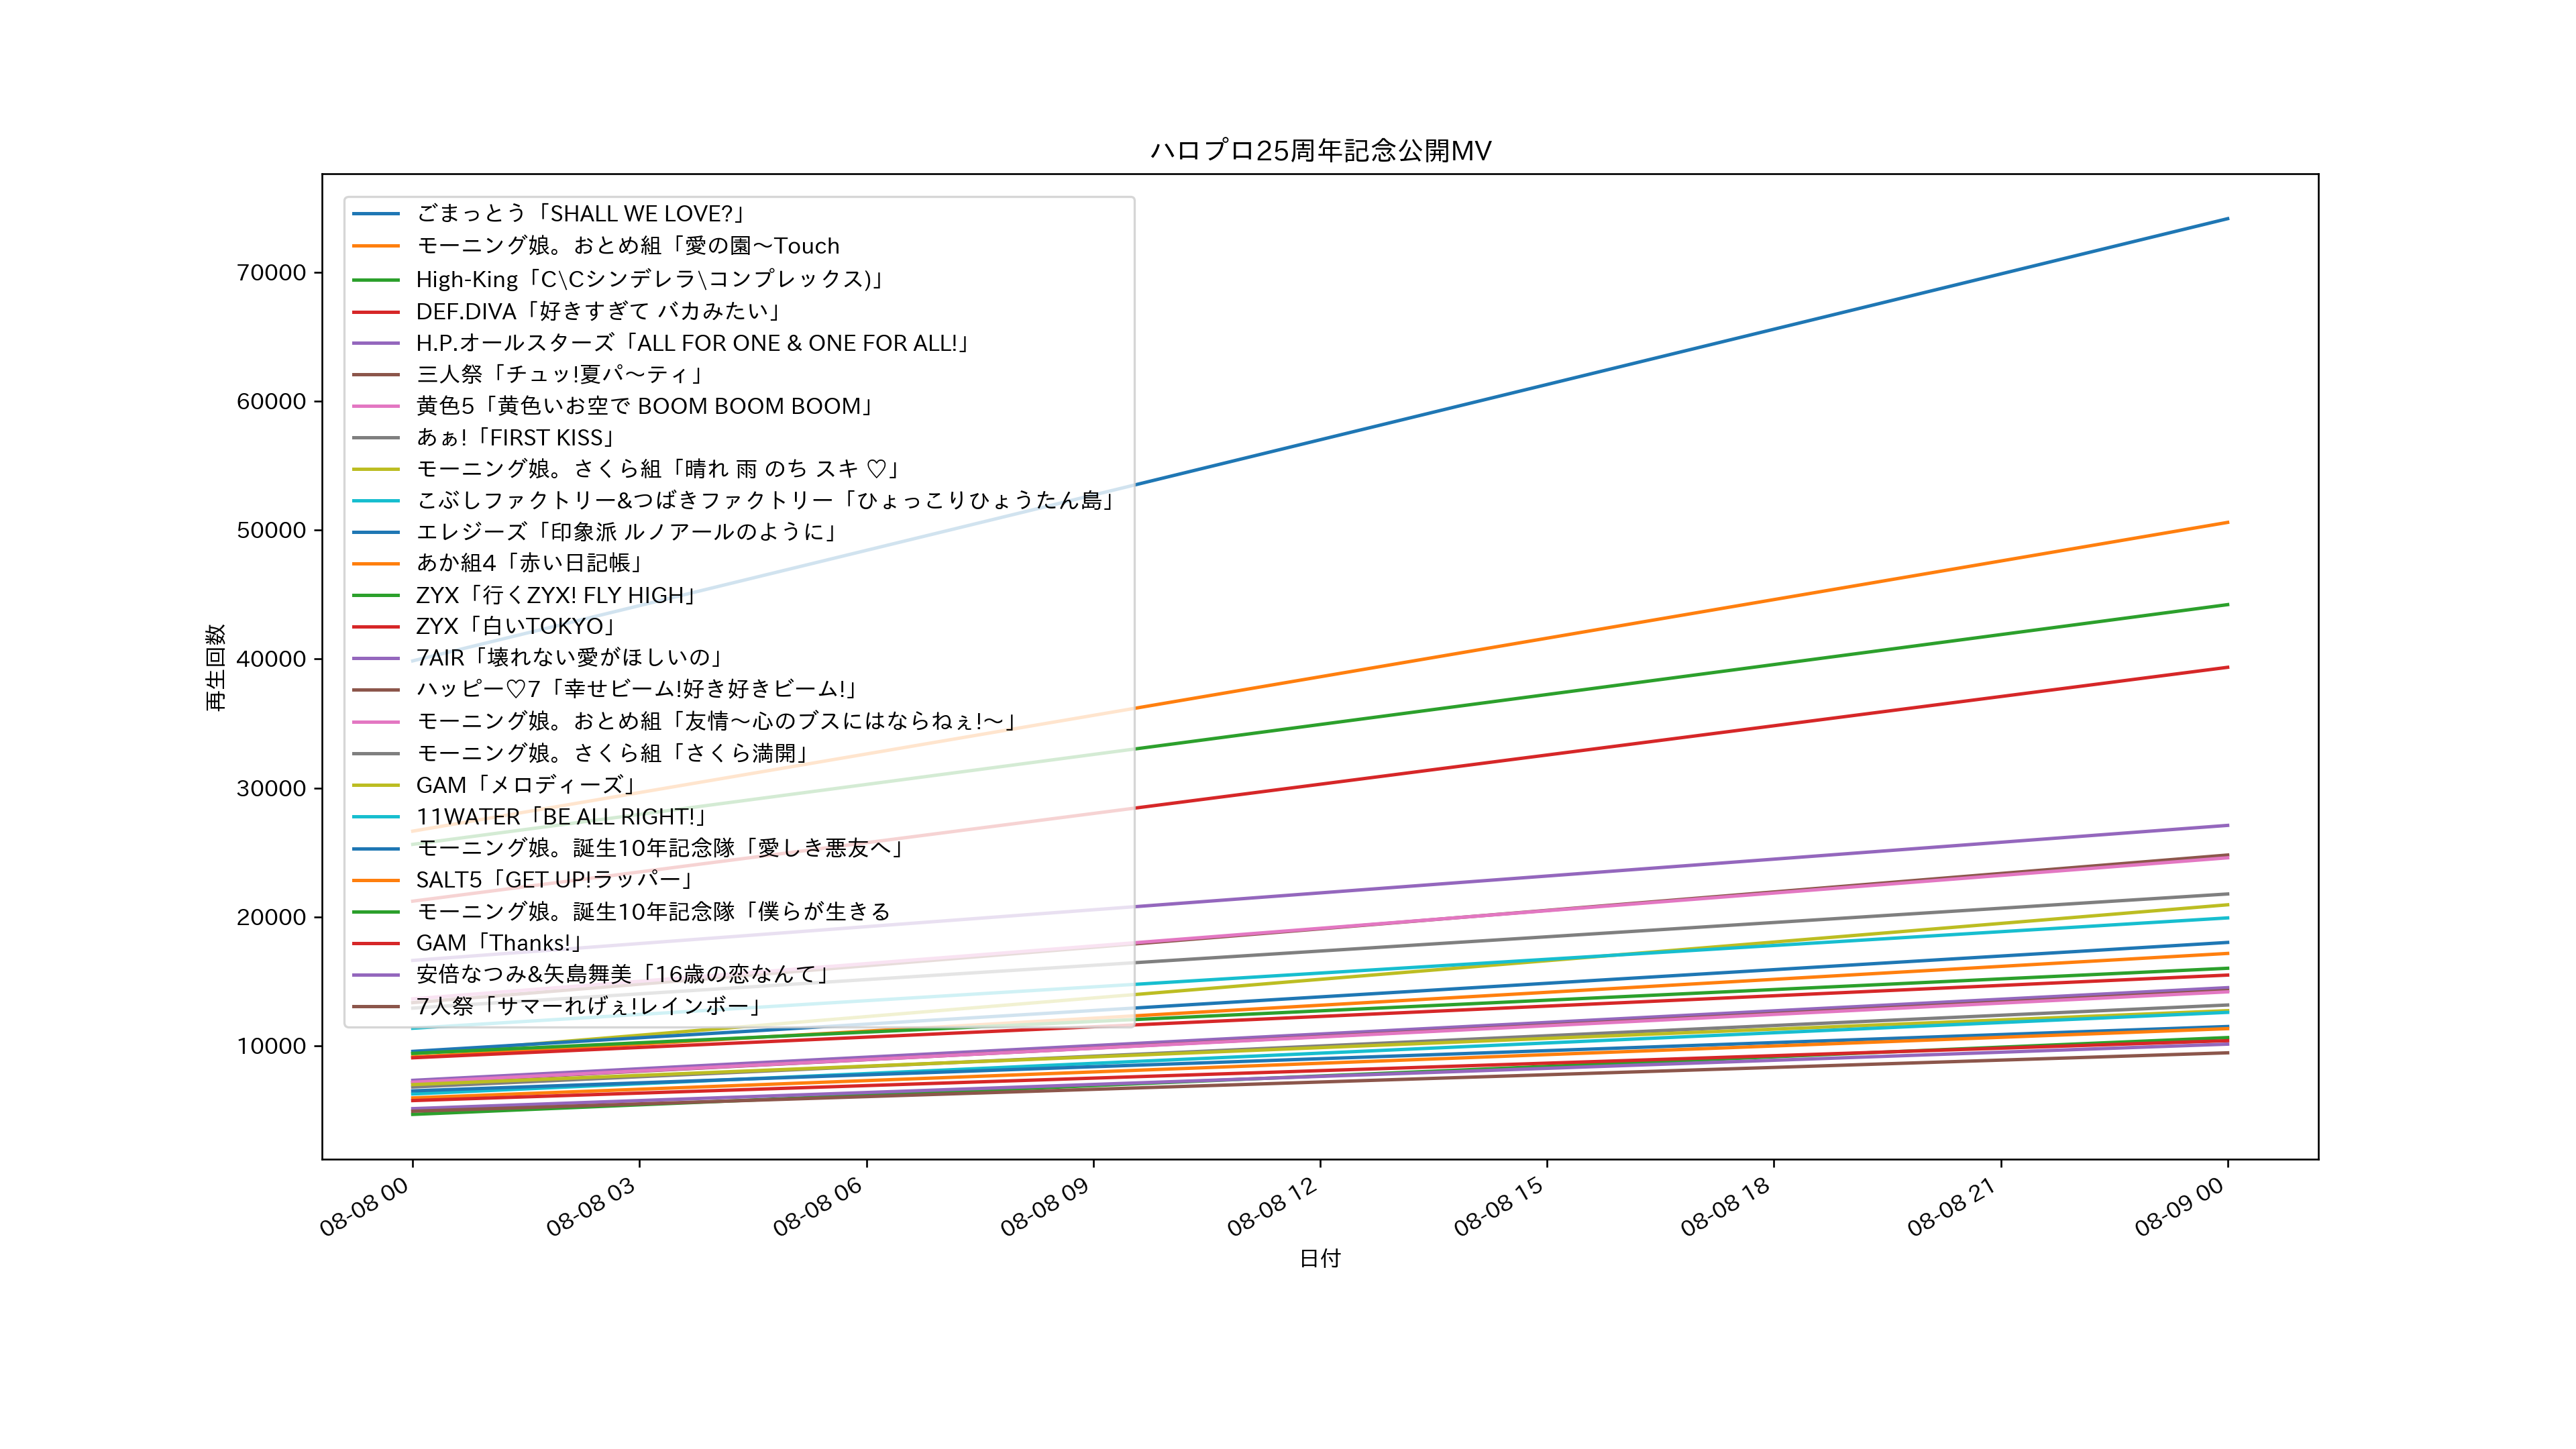 ハロプロ25周年記念公開MV
ごまっとう「SHALL WE LOVE?」
モーニング娘。おとめ組「愛の園〜Touch
High-King「C\Cシンデレラ\コンプレックス)」
DEF.DIVA「好きすぎて バカみたい」
H.P.オールスターズ「ALL FOR ONE & ONE FOR ALL!」
三人祭「チュッ!夏パ〜ティ」
黄色5「黄色いお空で BOOM BOOM BOOM」
あぁ!「FIRST KISS」
モーニング娘。さくら組「晴れ 雨 のち スキ ♡」
こぶしファクトリー&つばきファクトリー「ひょっこりひょうたん島」
エレジーズ「印象派 ルノアールのように」
あか組4「赤い日記帳」
ZYX「行くZYX! FLY HIGH」
ZYX「白いTOKYO」
7AIR「壊れない愛がほしいの」
ハッピー♡7「幸せビーム!好き好きビーム!」
モーニング娘。おとめ組「友情〜心のブスにはならねぇ!〜」
モーニング娘。さくら組「さくら満開」
GAM「メロディーズ」
11WATER「BE ALL RIGHT!」
モーニング娘。誕生10年記念隊「愛しき悪友へ」
SALT5「GET UP!ラッパー」
モーニング娘。誕生10年記念隊「僕らが生きる
GAM「Thanks!」
安倍なつみ&矢島舞美「16歳の恋なんて」
7人祭「サマーれげぇ!レインボー」
再生回数
70000
60000
50000
40000
30000
20000
10000
08-08 00
08-08 03
08-08 06
08-08 09
08-08 12
08-08 15
08-08 18
08-08 21
08-09 00
日付